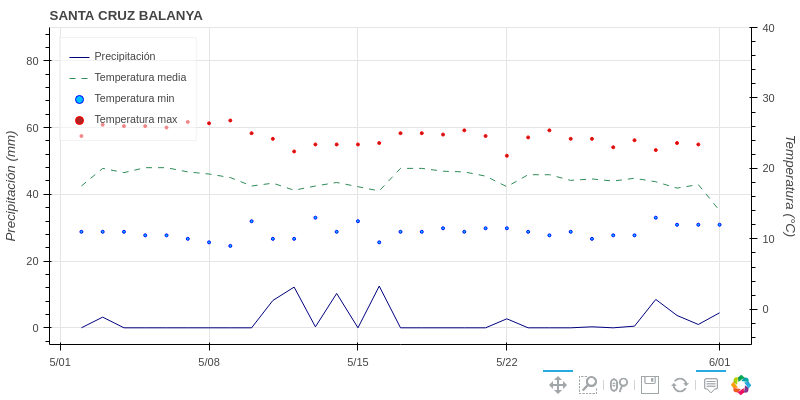 SANTA CRUZ BALANYA
Precipitación
Temperatura media
Temperatura min
Temperatura max
Precipitación (mm)
80
60
40
20
0
Temperatura (°C)
40
30
20
10
0
5/01
5/08
5/15
5/22
6/01